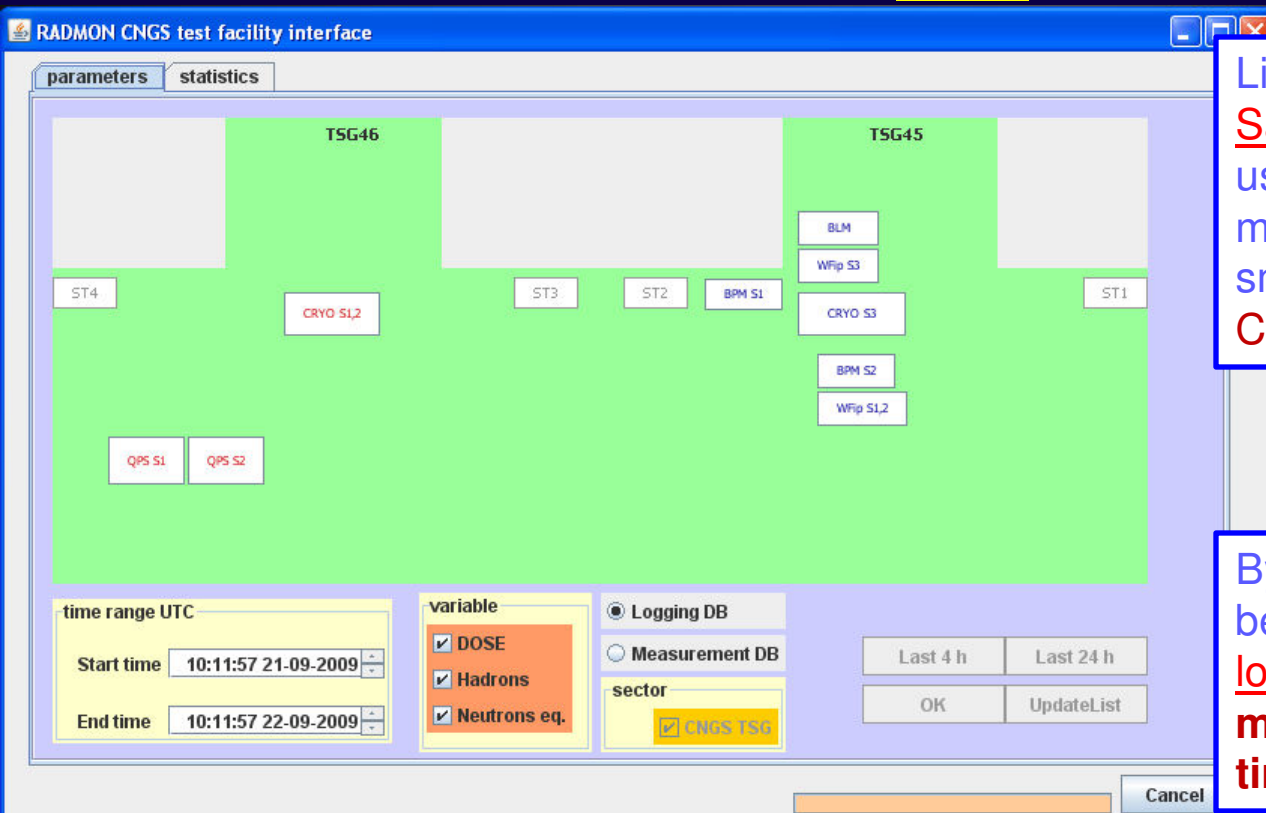 RADMON CNGS test facility interface
parameters statistics
TSG46 TSG45
BLM
WFip S3
ST4 CRYO S1,2 ST3 ST2 BPM S1 CRYO S3 ST1
BPM S2
WFip S1,2
QPS S1 QPS S2
time range UTC
Start time 10:11:57 21-09-2009
End time 10:11:57 22-09-2009
variable
DOSE
Hadrons
Neutrons eq.
Logging DB
Measurement DB
sector
CNGS TSG
Last 4 h Last 24 h
OK UpdateList
Cancel